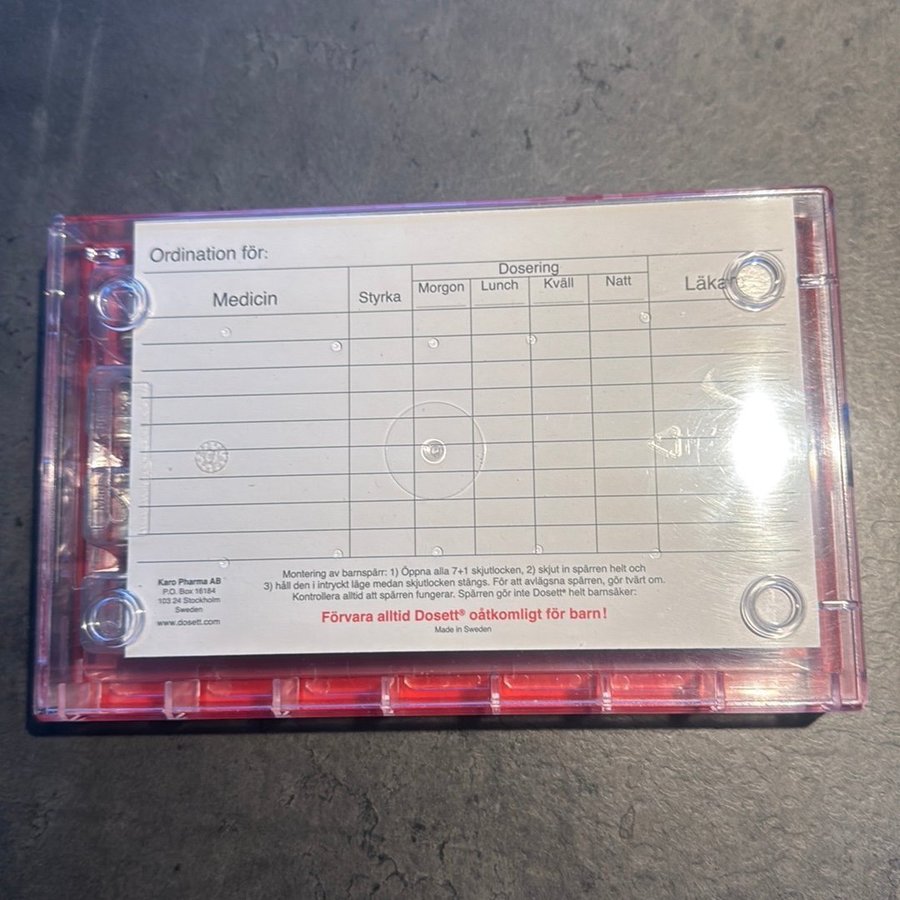 Ordination för:
Dosering
Medicin Styrka Morgon Lunch Kväll Natt
Montering av barnspärr: 1) Öppna alla 7+1 skjutlocken, 2) skjut in spärren helt och
3) håll den i intryckt läge medan skjutlocken stängs. För att avlägsna spärren, gör tvärt om.
Kontrollera alltid att spärren fungerar. Spärren gör inte Dosett® helt barnsäker:
Förvara alltid Dosett® oåtkomligt för barn!
Made in Sweden
Karo Pharma AB
P.O. Box 16184
103 24 Stockholm
Sweden
www.dosett.com